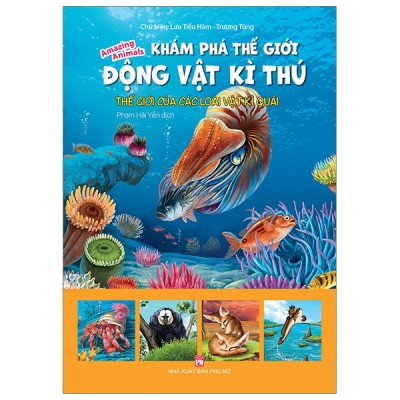 Chủ biên: Lưu Tiểu Hâm - Trương Tùng
Amazing Animals
KHÁM PHÁ THẾ GIỚI
ĐỘNG VẬT KÌ THÚ
THẾ GIỚI CỦA CÁC LOÀI VẬT KÌ QUÁI
Phạm Hải Yến dịch
PN
NHÀ XUẤT BẢN PHỤ NỮ